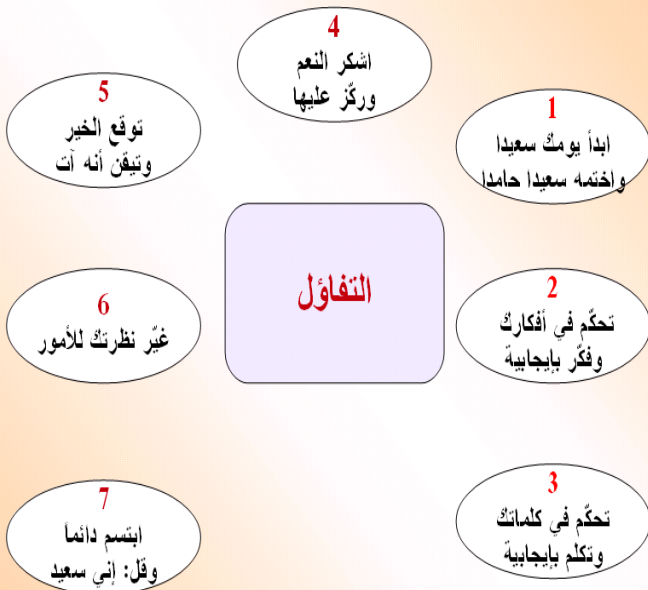 التفاؤل
1
ابدأ يومك سعيدا
واختمه سعيدا حامدا
2
تحكّم في أفكارك
وفكّر بإيجابية
3
تحكّم في كلماتك
وتكلم بإيجابية
4
اشكر النعم
وركّز عليها
5
توقع الخير
وتيقن أنه آت
6
غيّر نظرتك للأمور
7
ابتسم دائماً
وقل: إني سعيد